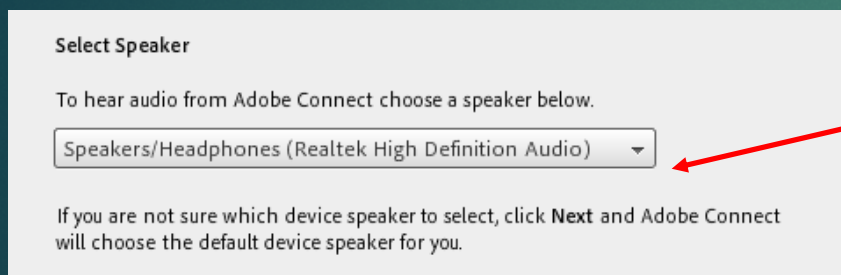 Select Speaker
To hear audio from Adobe Connect choose a speaker below.
Speakers/Headphones (Realtek High Definition Audio)
If you are not sure which device speaker to select, click Next and Adobe Connect
will choose the default device speaker for you.